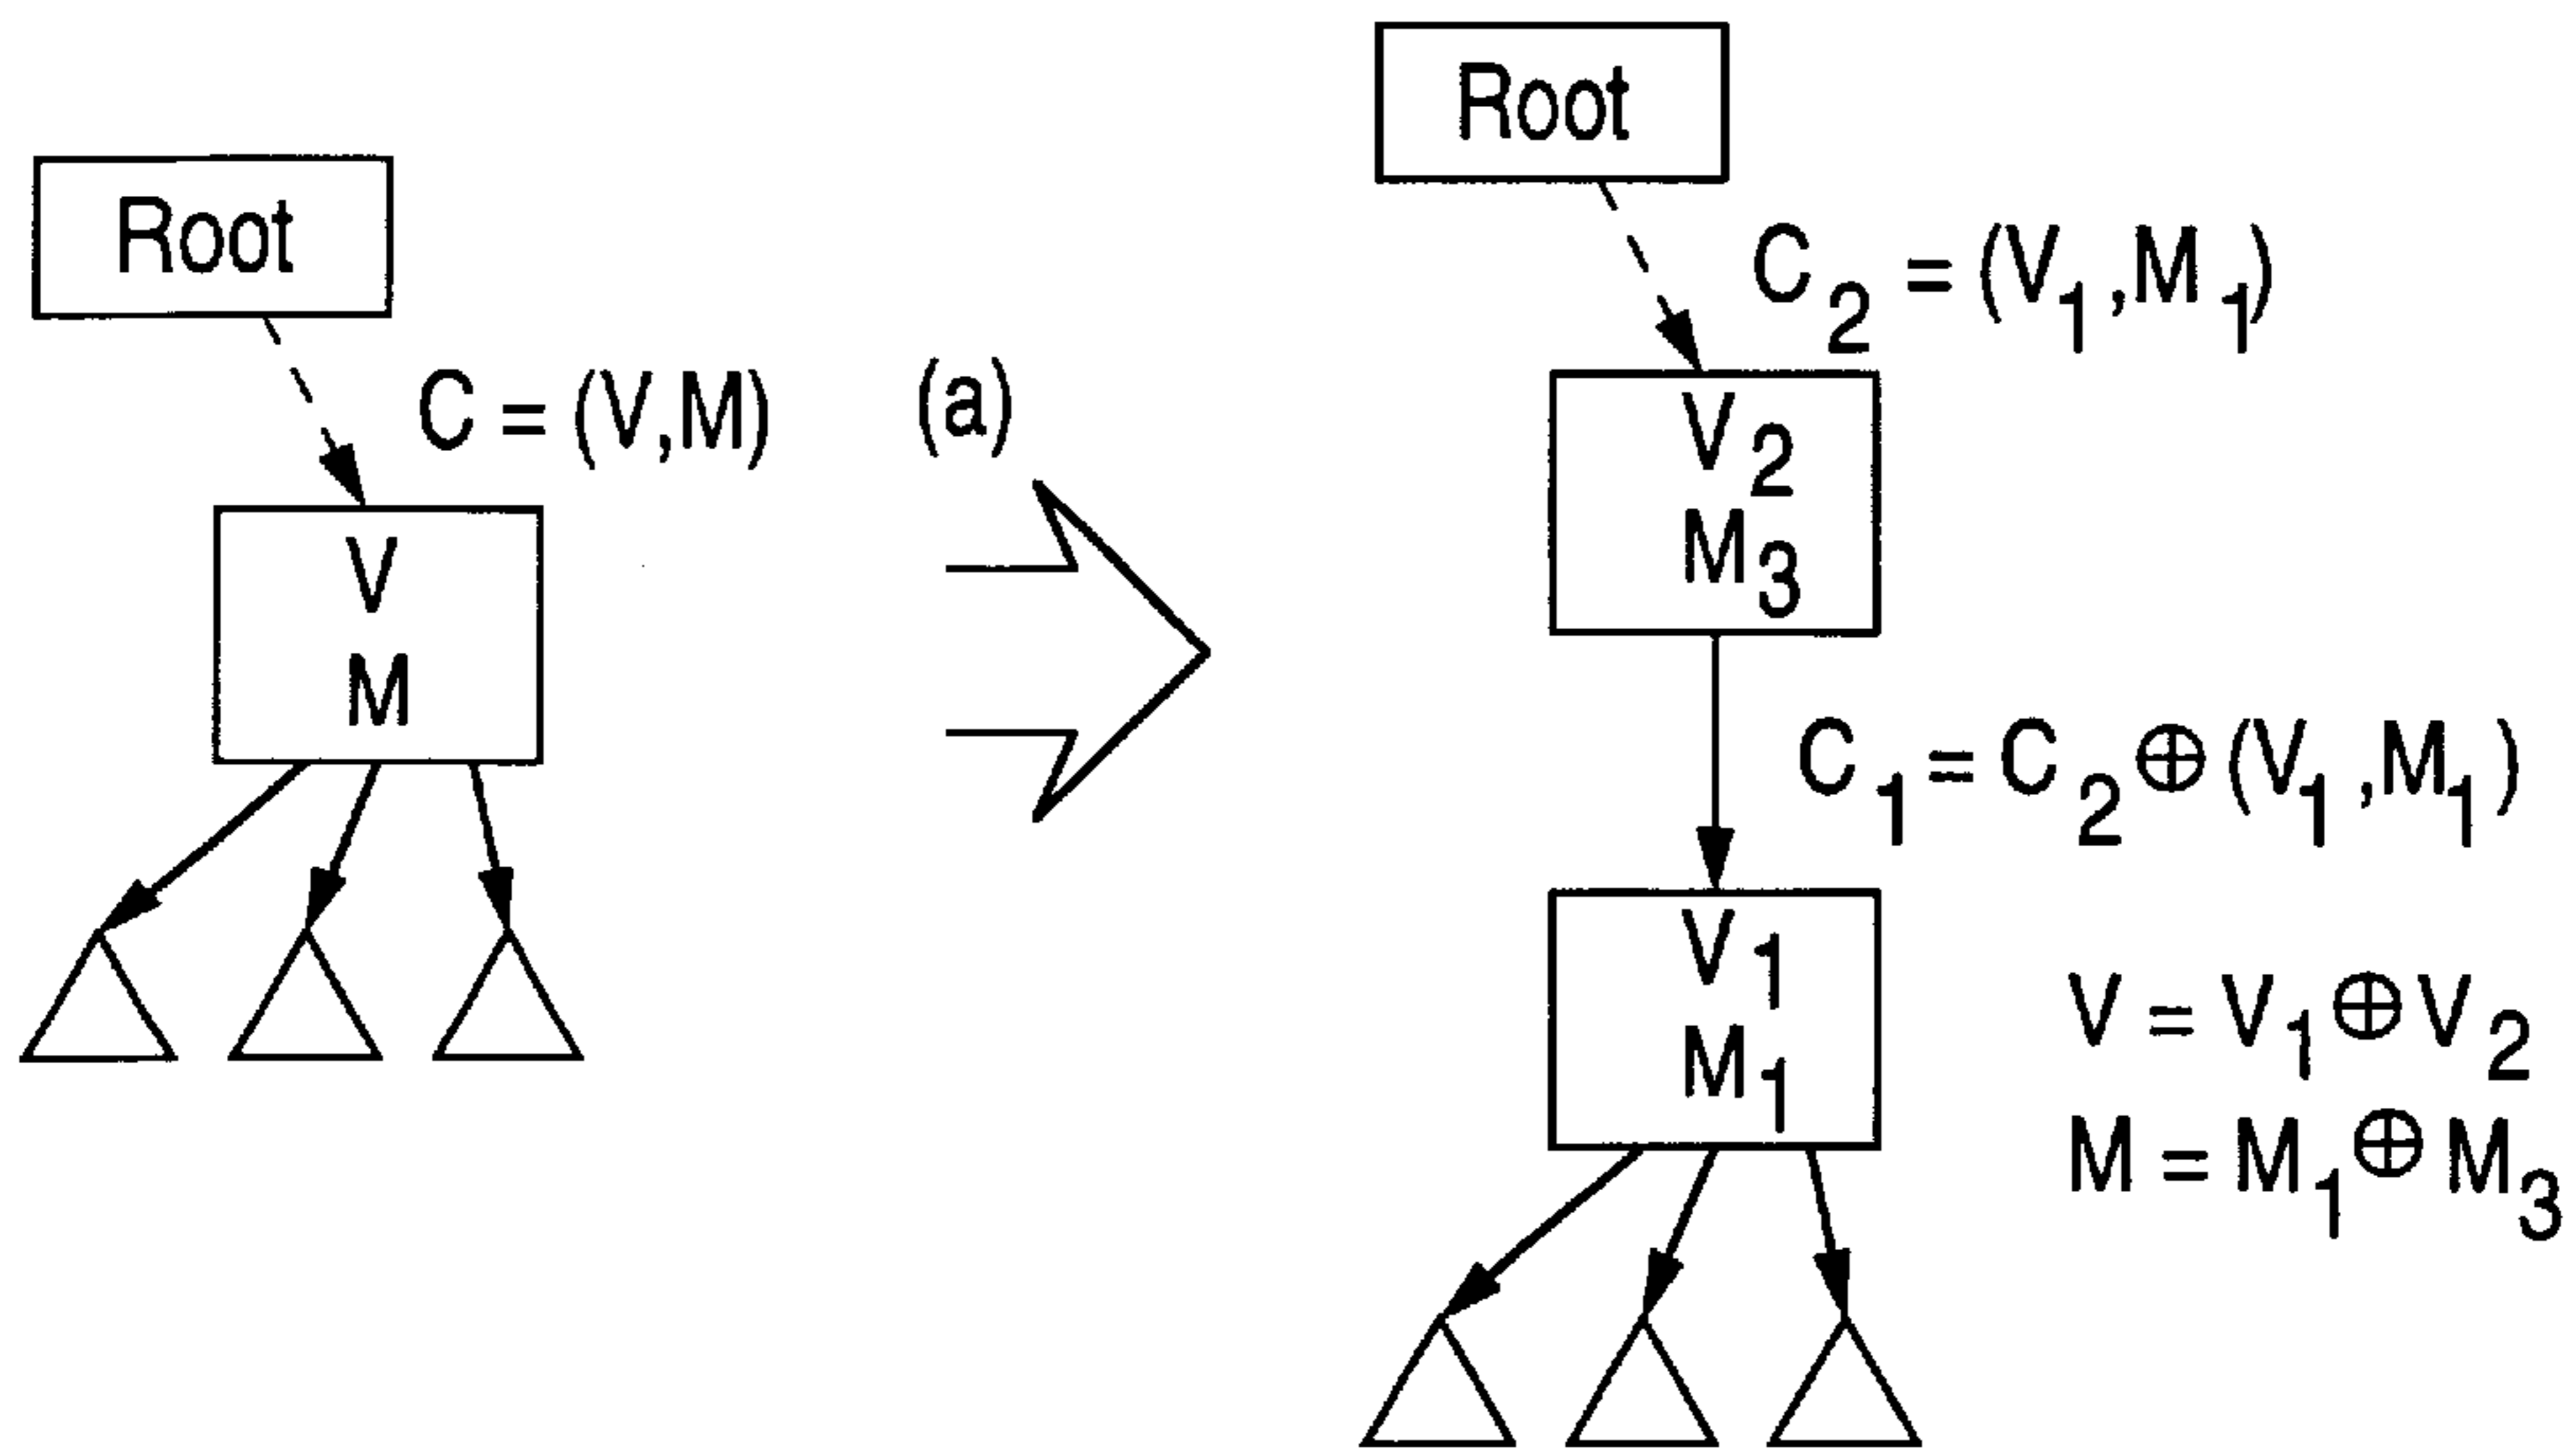 Root
C = (V,M)
V
M
(a)
Root
C₂ = (V₁,M₁)
V₂
M₃
C₁ = C₂ ⊕ (V₁,M₁)
V₁
M₁
V = V₁ ⊕ V₂
M = M₁ ⊕ M₃